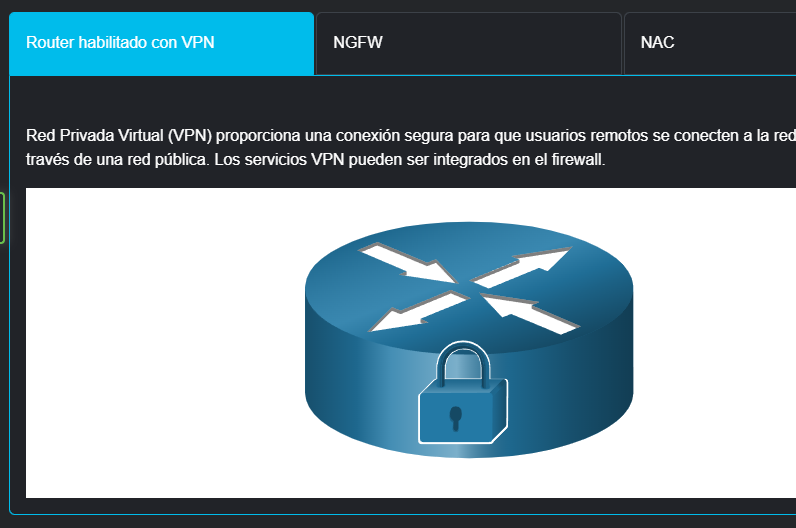 Router habilitado con VPN
NGFW
NAC
Red Privada Virtual (VPN) proporciona una conexión segura para que usuarios remotos se conecten a la red
través de una red pública. Los servicios VPN pueden ser integrados en el firewall.